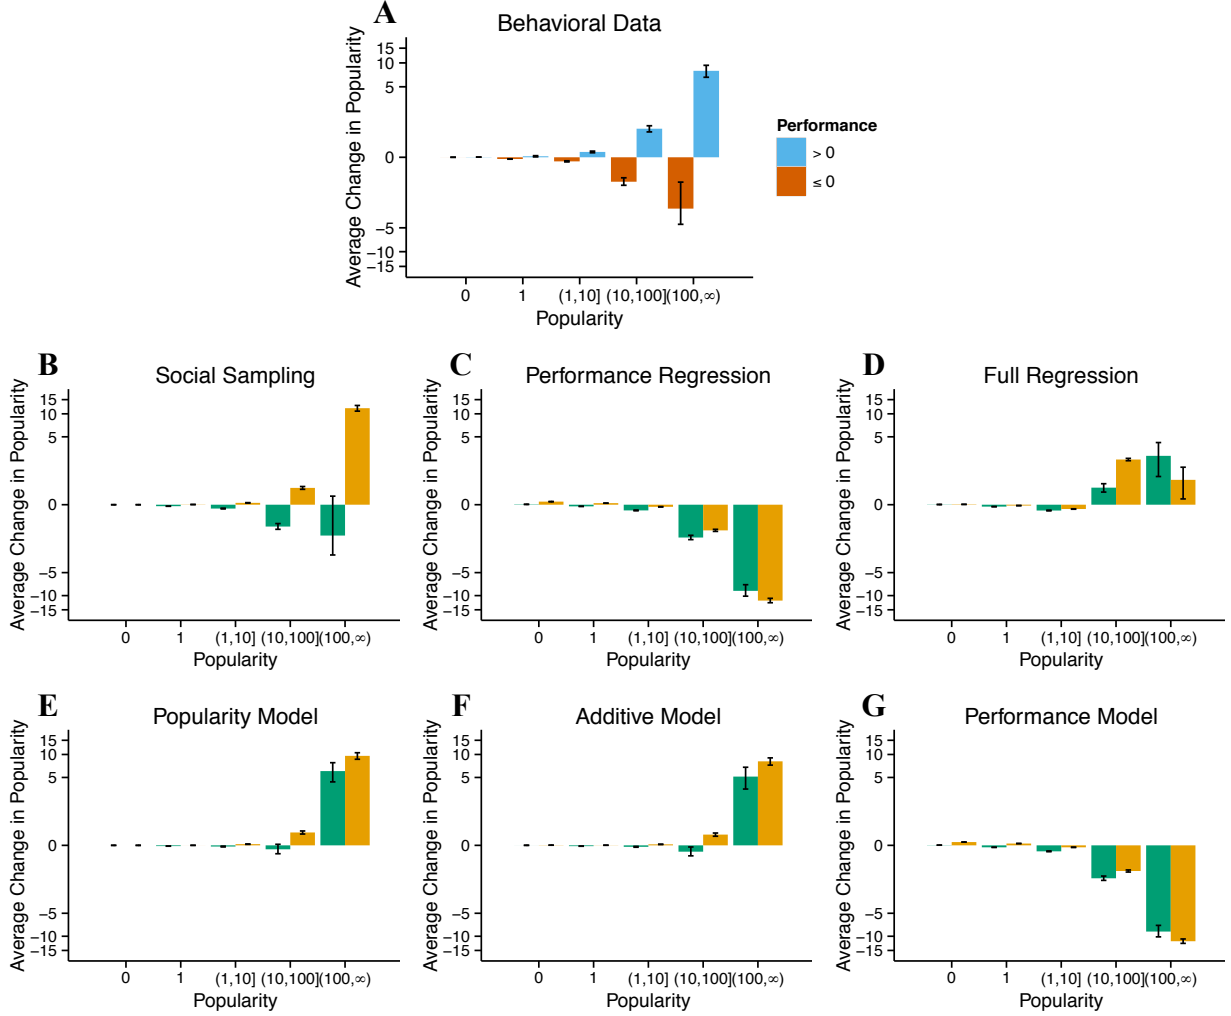 A
Behavioral Data
Average Change in Popularity
15
10
5
0
−5
−10
−15
0 1 (1,10] (10,100] (100,∞)
Popularity
Performance
> 0
≤ 0
B
Social Sampling
Average Change in Popularity
15
10
5
0
−5
−10
−15
0 1 (1,10] (10,100] (100,∞)
Popularity
C
Performance Regression
Average Change in Popularity
15
10
5
0
−5
−10
−15
0 1 (1,10] (10,100] (100,∞)
Popularity
D
Full Regression
Average Change in Popularity
15
10
5
0
−5
−10
−15
0 1 (1,10] (10,100] (100,∞)
Popularity
E
Popularity Model
Average Change in Popularity
15
10
5
0
−5
−10
−15
0 1 (1,10] (10,100] (100,∞)
Popularity
F
Additive Model
Average Change in Popularity
15
10
5
0
−5
−10
−15
0 1 (1,10] (10,100] (100,∞)
Popularity
G
Performance Model
Average Change in Popularity
15
10
5
0
−5
−10
−15
0 1 (1,10] (10,100] (100,∞)
Popularity